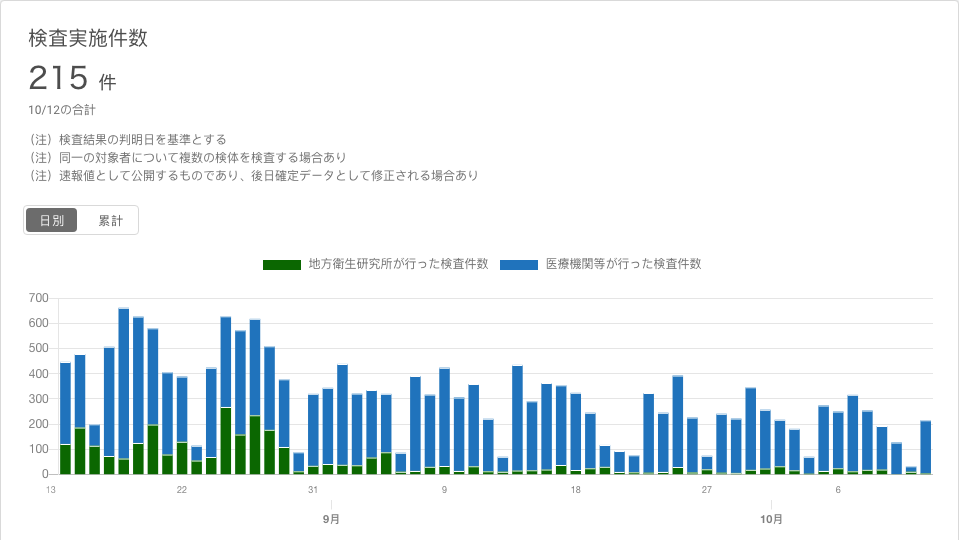 検査実施件数
215 件
10/12の合計
（注）検査結果の判明日を基準とする
（注）同一の対象者について複数の検体を検査する場合あり
（注）速報値として公開するものであり、後日確定データとして修正される場合あり
日別 累計
地方衛生研究所が行った検査件数 医療機関等が行った検査件数
700
600
500
400
300
200
100
0
13 22 31 9 18 27 6
9月 10月